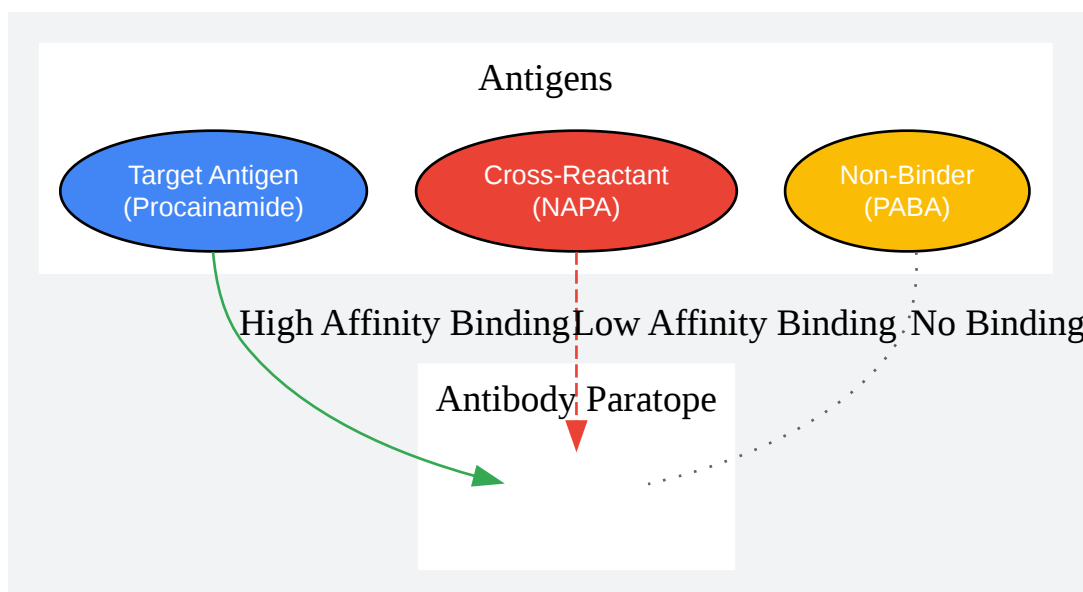 Antigens
Target Antigen
(Procainamide)
Cross-Reactant
(NAPA)
Non-Binder
(PABA)
High Affinity Binding
Low Affinity Binding
No Binding
Antibody Paratope